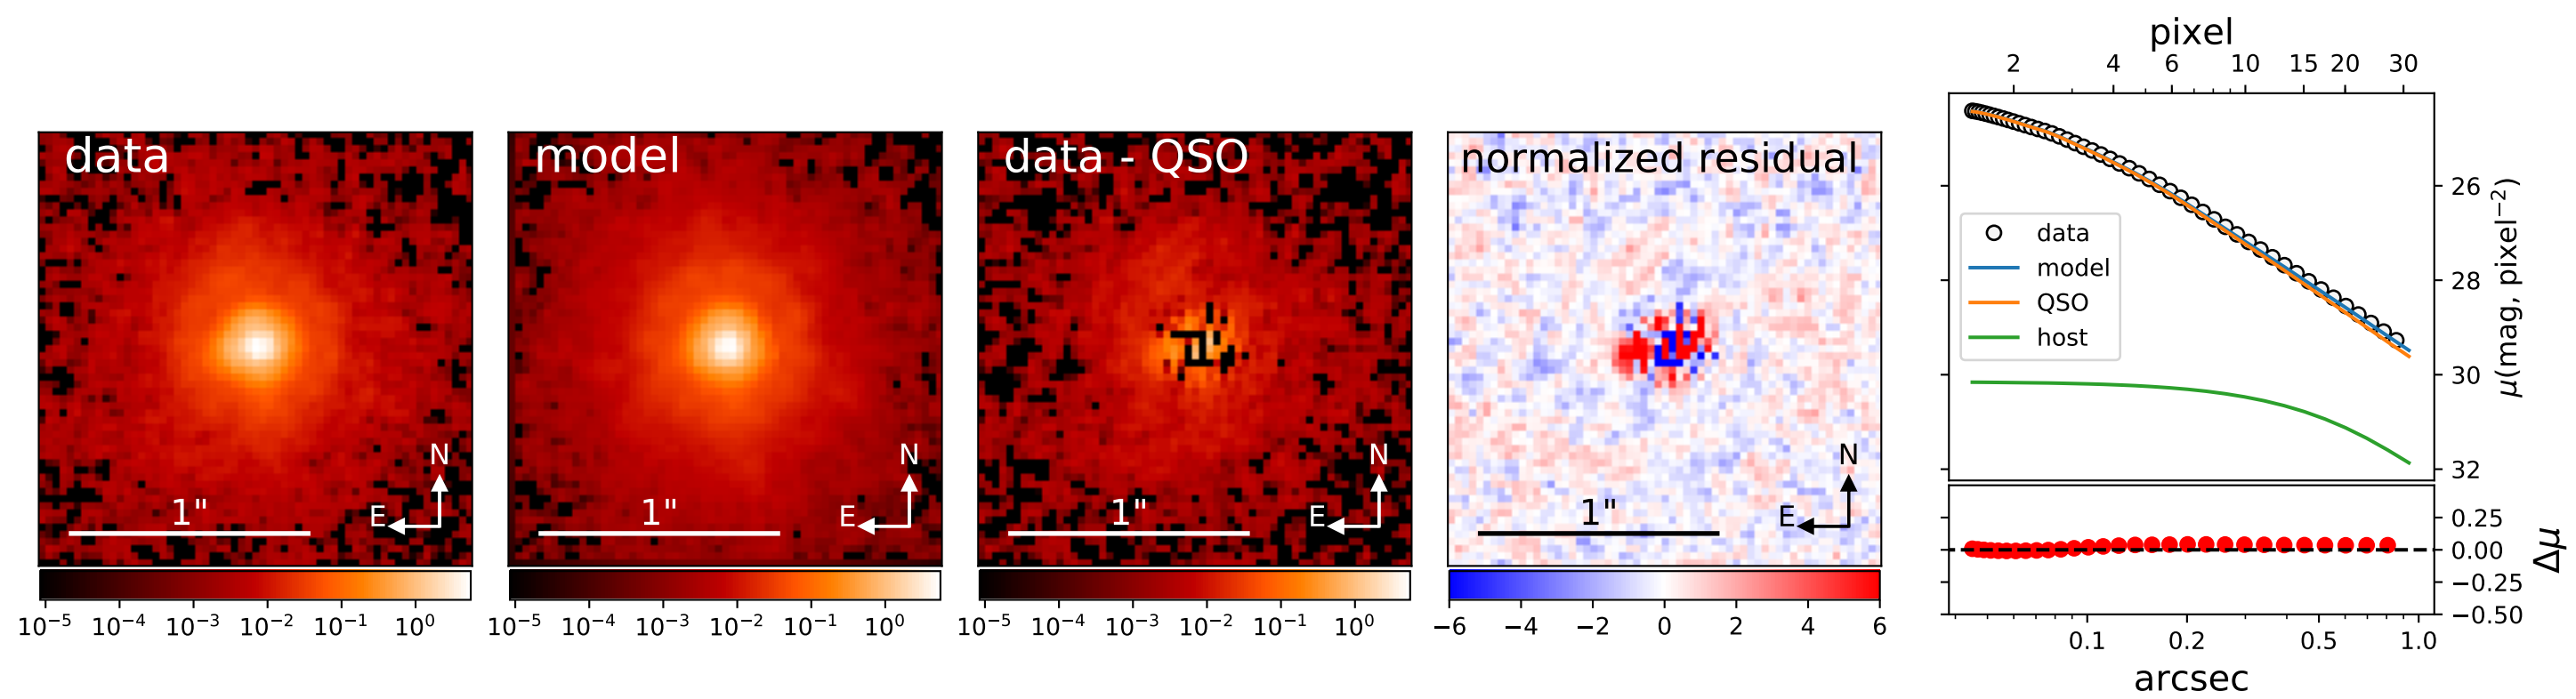 data
N
E
1"
10⁻⁵ 10⁻⁴ 10⁻³ 10⁻² 10⁻¹ 10⁰
model
N
E
1"
10⁻⁵ 10⁻⁴ 10⁻³ 10⁻² 10⁻¹ 10⁰
data - QSO
N
E
1"
10⁻⁵ 10⁻⁴ 10⁻³ 10⁻² 10⁻¹ 10⁰
normalized residual
N
E
1"
−6 −4 −2 0 2 4 6
pixel
2 4 6 10 15 20 30
data
model
QSO
host
26
28
30
32
μ(mag, pixel⁻²)
0.25
0.00
−0.25
−0.50
Δμ
0.1 0.2 0.5 1.0
arcsec